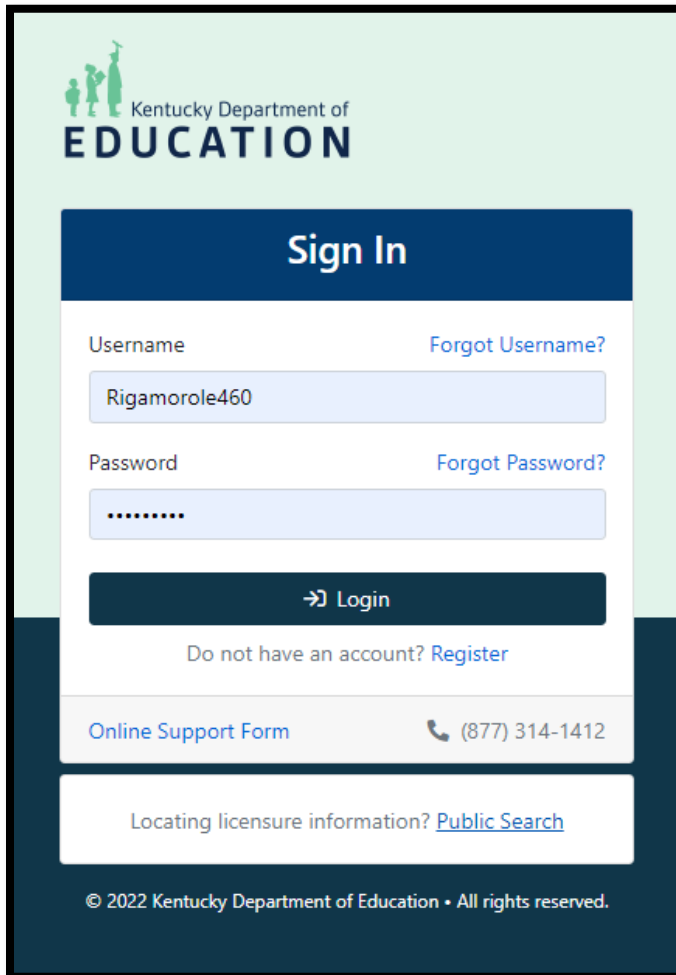 Kentucky Department of
EDUCATION
Sign In
Username Forgot Username?
Rigamorole460
Password Forgot Password?
•••••••••
Login
Do not have an account? Register
Online Support Form (877) 314-1412
Locating licensure information? Public Search
© 2022 Kentucky Department of Education • All rights reserved.